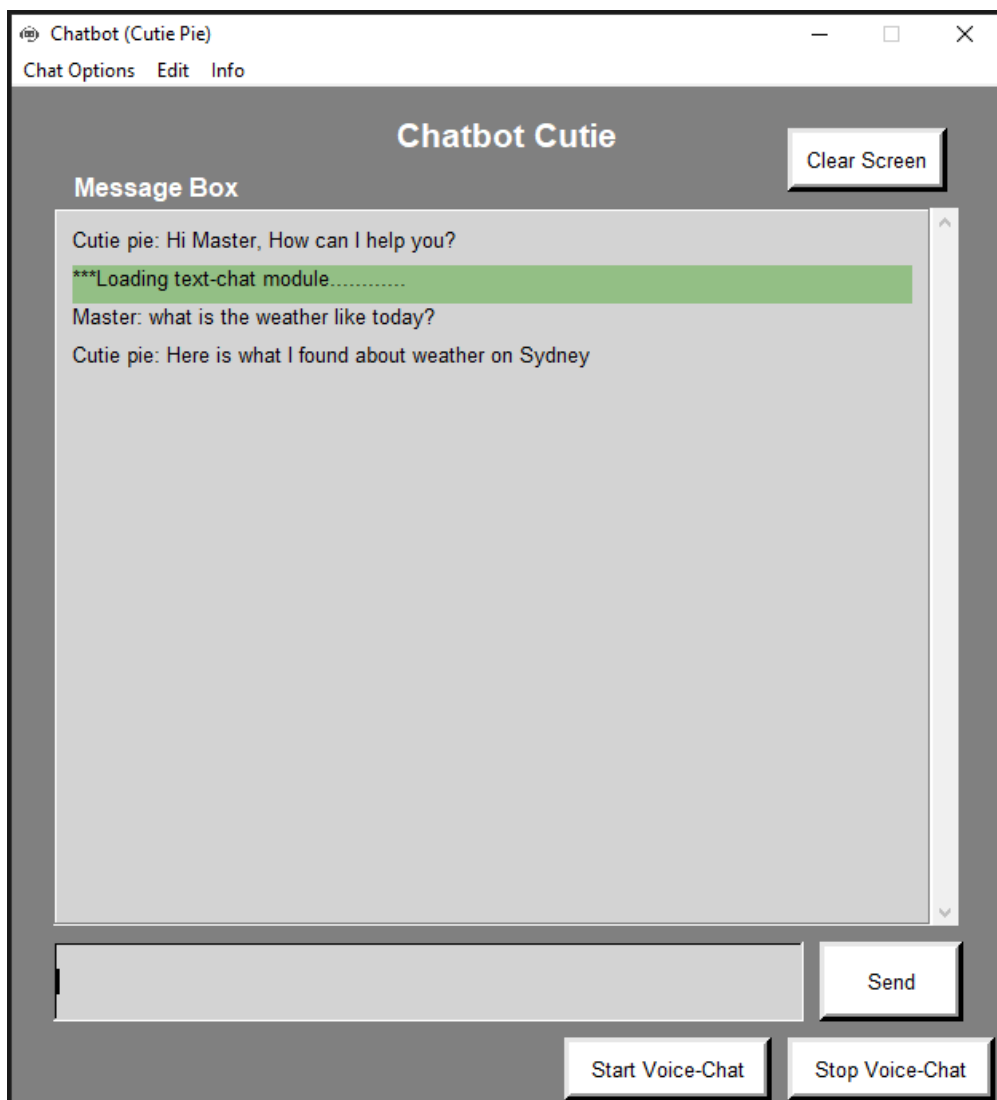 Chatbot (Cutie Pie)
Chat Options Edit Info
Chatbot Cutie
Clear Screen
Message Box
Cutie pie: Hi Master, How can I help you?
***Loading text-chat module............
Master: what is the weather like today?
Cutie pie: Here is what I found about weather on Sydney
Send
Start Voice-Chat Stop Voice-Chat